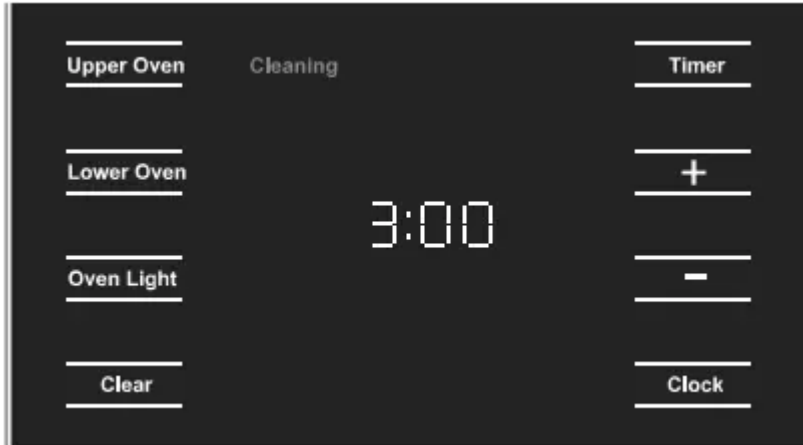 Upper Oven Cleaning Timer
Lower Oven +
3:00
Oven Light -
Clear Clock